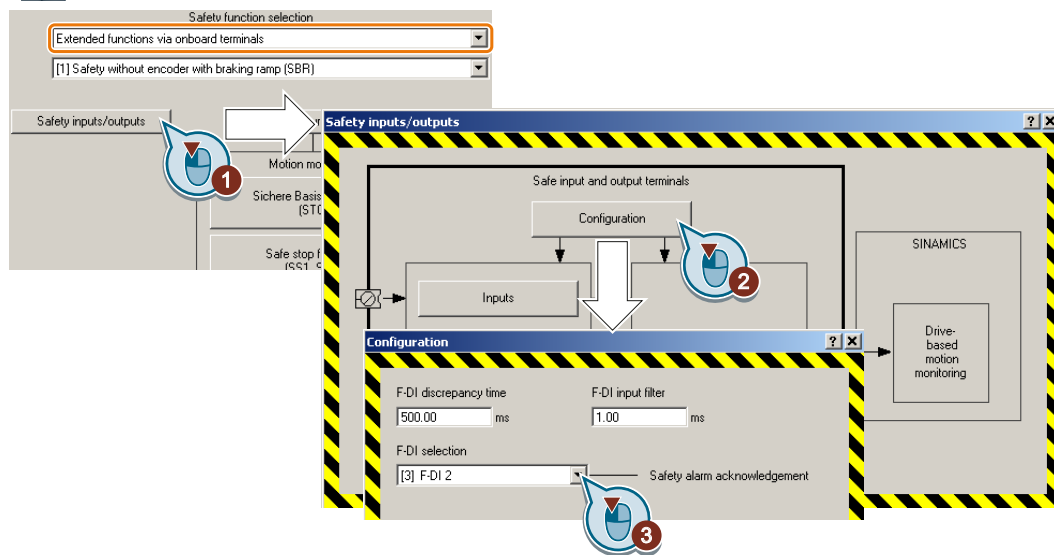 Safety function selection
Extended functions via onboard terminals
[1] Safety without encoder with braking ramp (SBR)
Safety inputs/outputs
1
Motion mo
Sichere Basis
(STO
Safe stop f
(SS1, S
Safety inputs/outputs
Safe input and output terminals
Configuration
2
SINAMICS
Inputs
Drive-
based
motion
monitoring
Configuration
F-DI discrepancy time
F-DI input filter
500.00 ms
1.00 ms
F-DI selection
[3] F-DI 2
Safety alarm acknowledgement
3